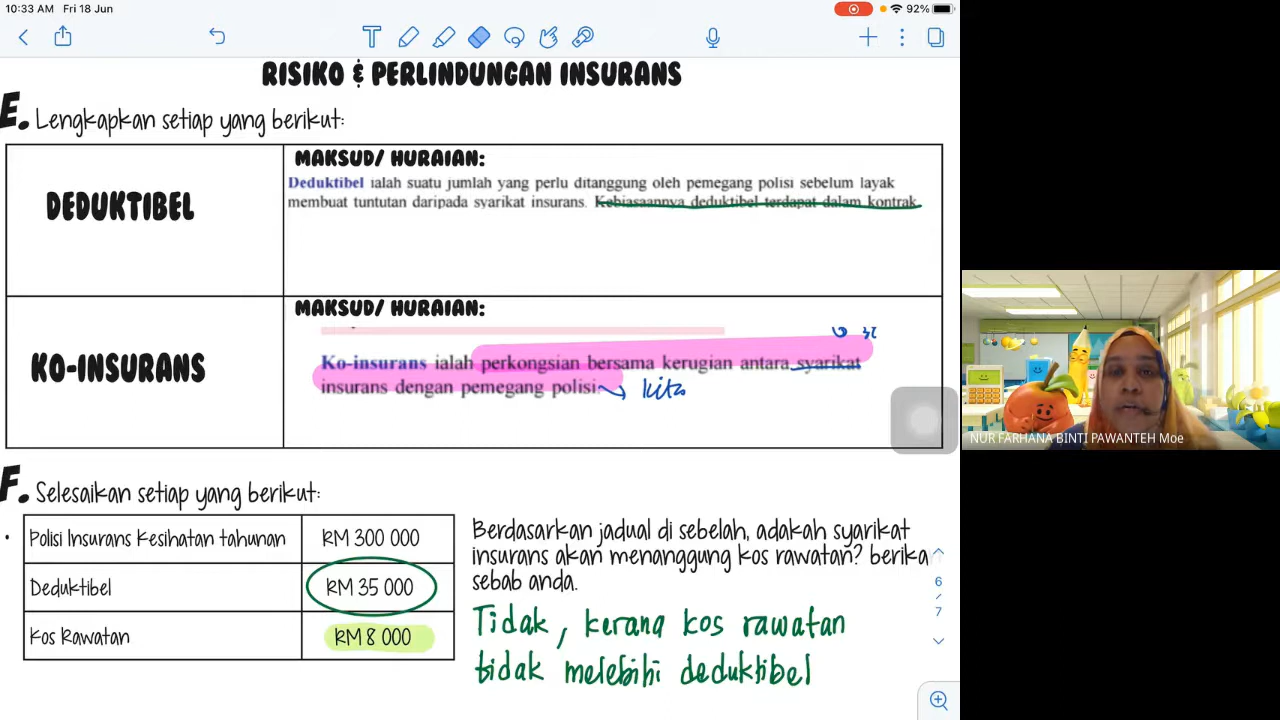 10:33 AM Fri 18 Jun
92%
RISIKO & PERLINDUNGAN INSURANS
E. Lengkapkan setiap yang berikut:
DEDUKTIBEL
MAKSUD/ HURAIAN:
Deduktibel ialah suatu jumlah yang perlu ditanggung oleh pemegang polisi sebelum layak
membuat tuntutan daripada syarikat insurans. Kebiasaannya deduktibel terdapat dalam kontrak
KO-INSURANS
MAKSUD/ HURAIAN:
Ko-insurans ialah perkongsian bersama kerugian antara syarikat
insurans dengan pemegang polisi. kita
F. Selesaikan setiap yang berikut:
Polisi Insurans Kesihatan tahunan RM 300 000
Deduktibel RM 35 000
Kos Rawatan RM 8 000
Berdasarkan jadual di sebelah, adakah syarikat
insurans akan menanggung kos rawatan? berika
sebab anda.
Tidak, kerana kos rawatan
tidak melebihi deduktibel
6
/
7
NUR FARHANA BINTI PAWANTEH Moe